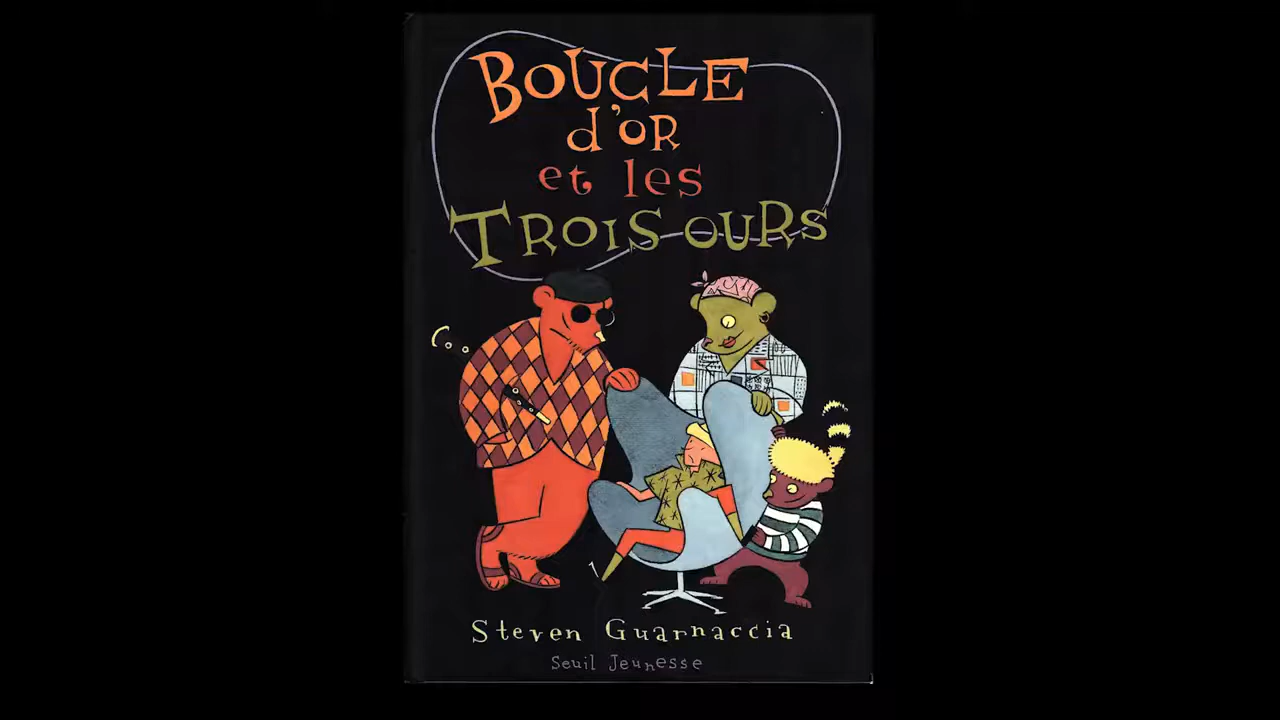 BOUCLE
d'OR
et les
TROIS OURS
Steven Guarnaccia
Seuil Jeunesse